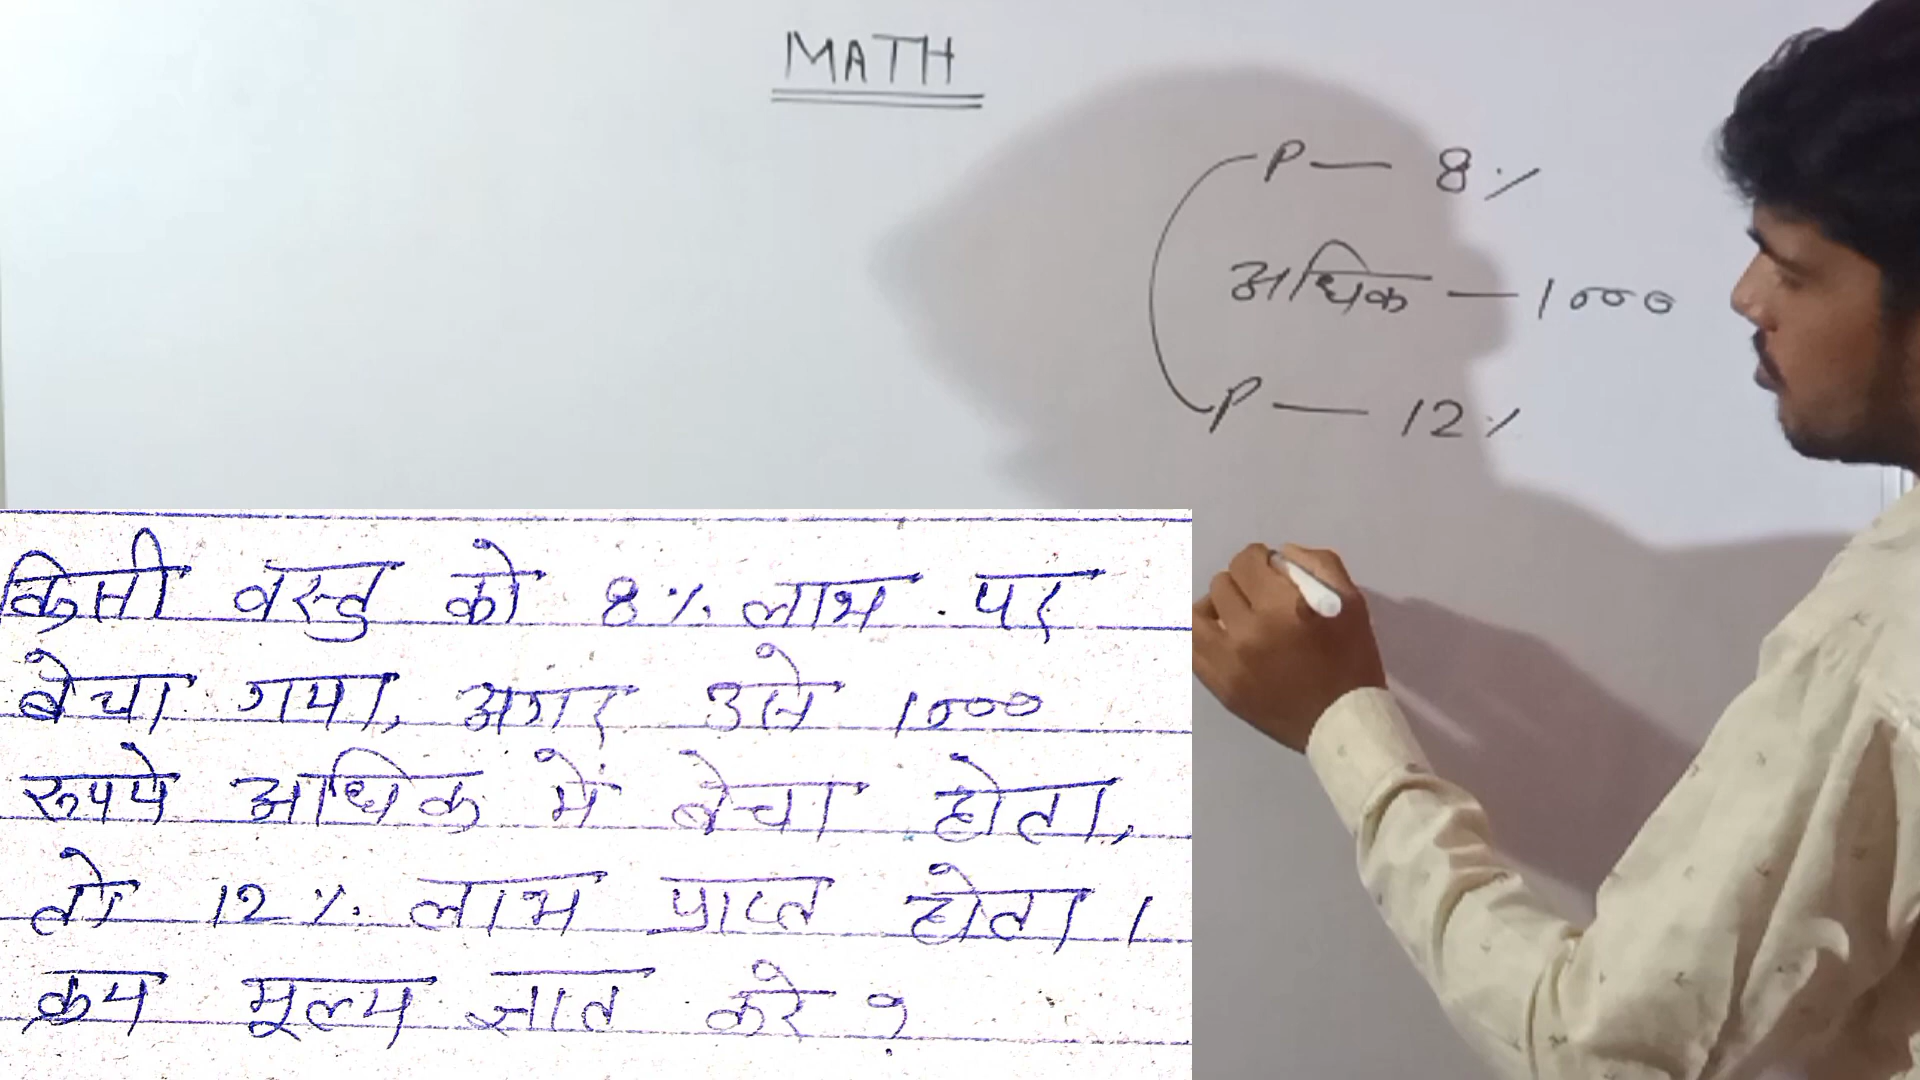 MATH
P — 8%
अधिक — 1000
P — 12%
किसी वस्तु को 8% लाभ पर
बेचा गया, अगर उसे 1000
रूपये अधिक में बेचा होता,
तो 12% लाभ प्राप्त होता।
क्रय मूल्य ज्ञात करे ?